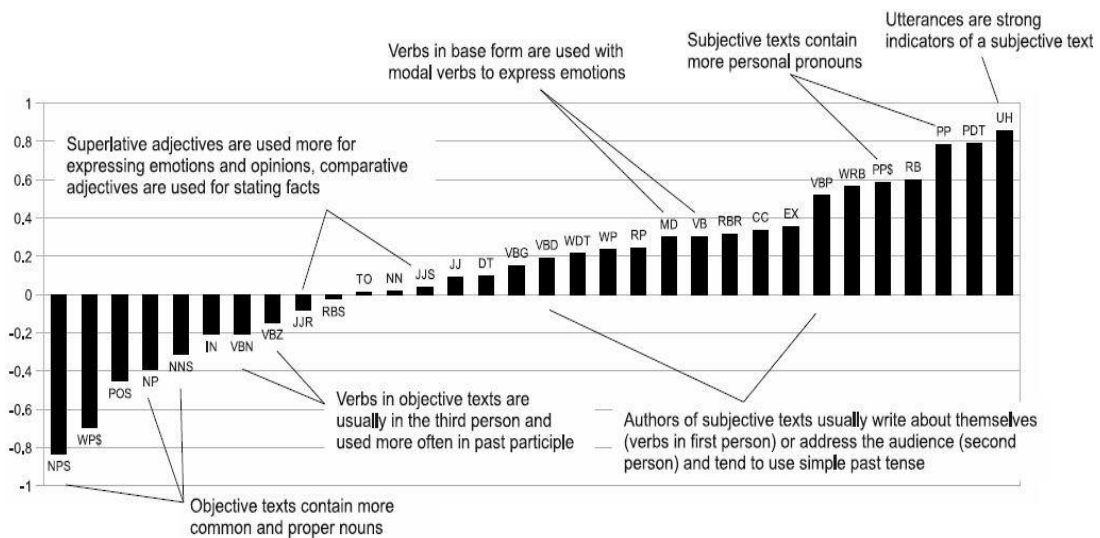 Utterances are strong
indicators of a subjective text
Subjective texts contain
more personal pronouns
Verbs in base form are used with
modal verbs to express emotions
Superlative adjectives are used more for
expressing emotions and opinions, comparative
adjectives are used for stating facts
1
0.8
0.6
0.4
0.2
0
-0.2
-0.4
-0.6
-0.8
-1
NPS
WP$
POS
NP
NNS
IN
VBN
VBZ
JJR
RBS
TO
NN
JJS
JJ
DT
VBG
VBD
WDT
WP
RP
MD
VB
RBR
CC
EX
VBP
WRB
PP$
RB
PP
PDT
UH
Verbs in objective texts are
usually in the third person and
used more often in past participle
Authors of subjective texts usually write about themselves
(verbs in first person) or address the audience (second
person) and tend to use simple past tense
Objective texts contain more
common and proper nouns